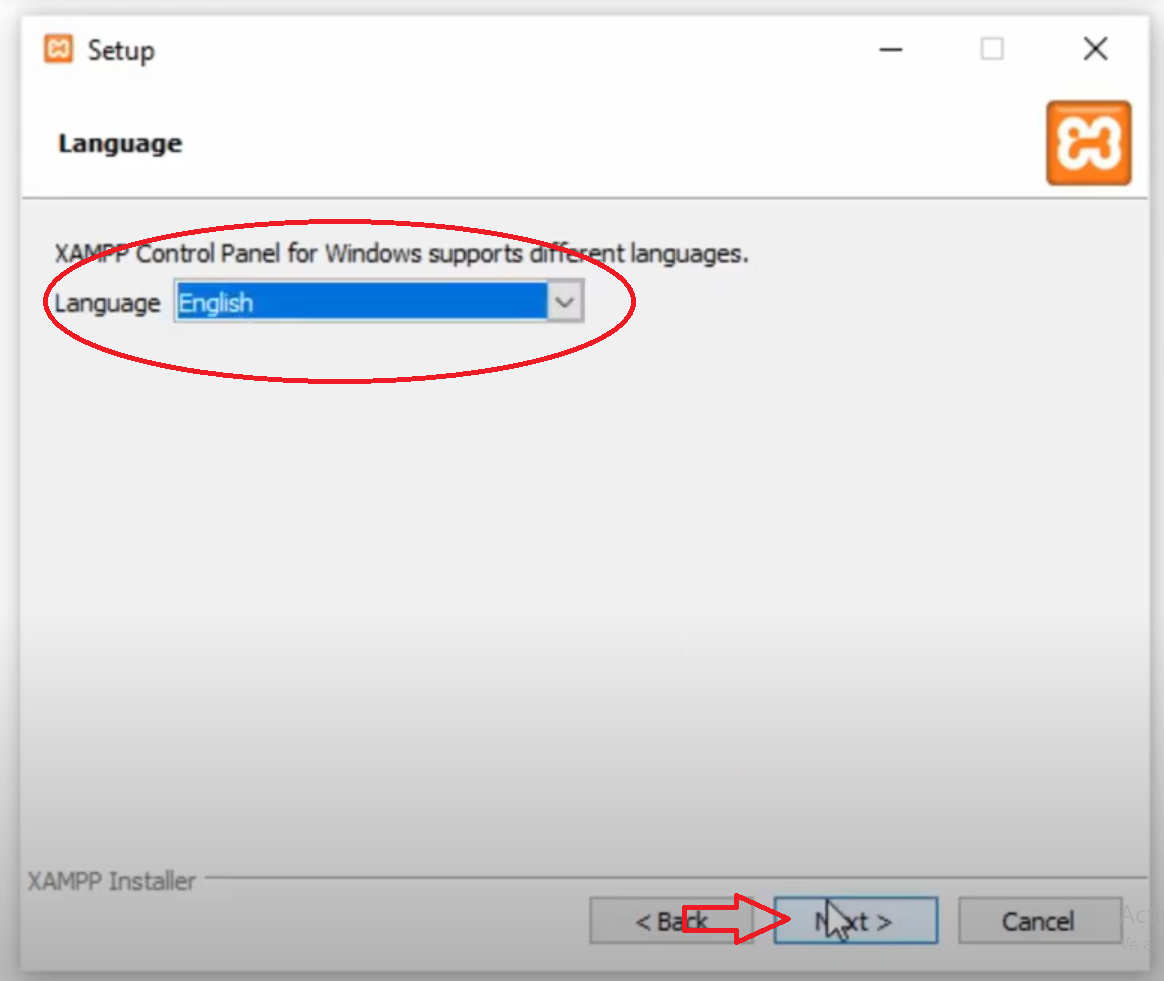 Setup
Language
XAMPP Control Panel for Windows supports different languages.
Language English
XAMPP Installer
< Back Next > Cancel